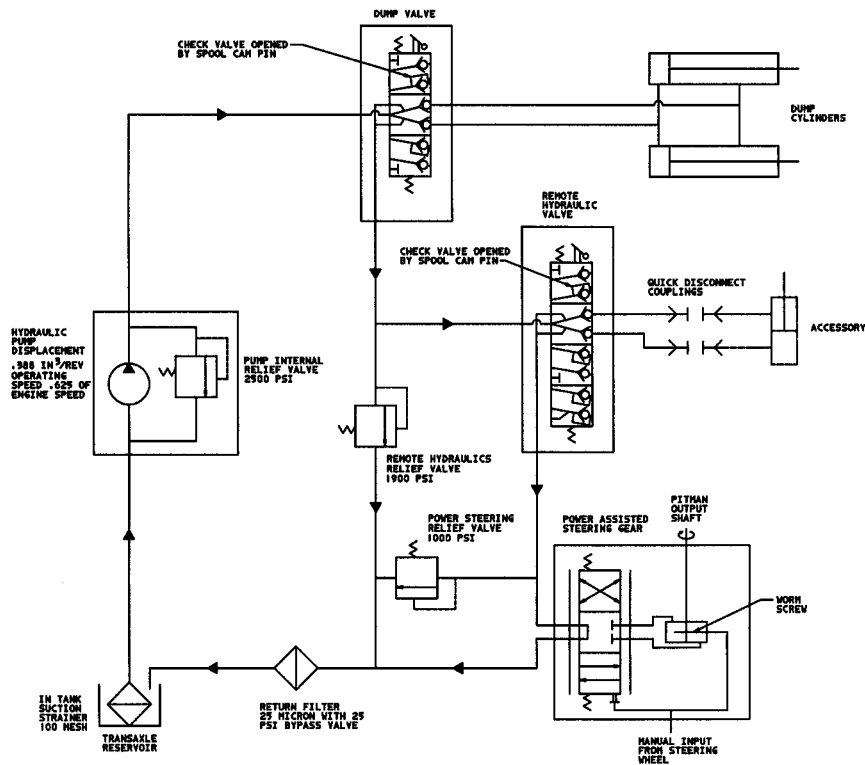 DUMP VALVE
CHECK VALVE OPENED
BY SPOOL CAM PIN
DUMP
CYLINDERS
REMOTE
HYDRAULIC
VALVE
CHECK VALVE OPENED
BY SPOOL CAM PIN
QUICK DISCONNECT
COUPLINGS
ACCESSORY
HYDRAULIC
PUMP
DISPLACEMENT
.388 IN³/REV
OPERATING
SPEED .625 OF
ENGINE SPEED
PUMP INTERNAL
RELIEF VALVE
2500 PSI
REMOTE HYDRAULICS
RELIEF VALVE
1900 PSI
POWER STEERING
RELIEF VALVE
1000 PSI
POWER ASSISTED
STEERING GEAR
PITMAN
OUTPUT
SHAFT
WORM
SCREW
IN TANK
SUCTION
STRAINER
100 MESH
TRANSAXLE
RESERVOIR
RETURN FILTER
25 MICRON WITH 25
PSI BYPASS VALVE
MANUAL INPUT
FROM STEERING
WHEEL